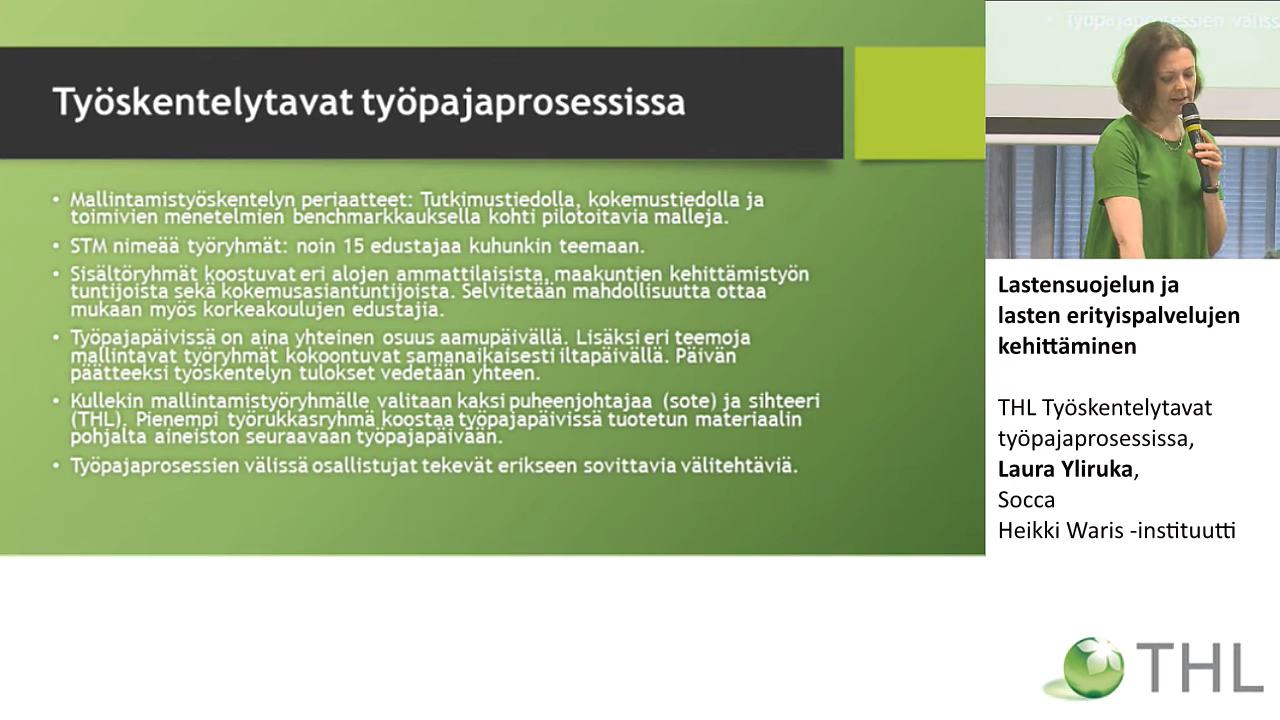 Työskentelytavat työpajaprosessissa
• Mallintamistyöskentelyn periaatteet: Tutkimustiedolla, kokemustiedolla ja
toimivien menetelmien benchmarkkauksella kohti pilotoitavia malleja.
• STM nimeää työryhmät: noin 15 edustajaa kuhunkin teemaan.
• Sisältöryhmät koostuvat eri alojen ammattilaisista, maakuntien kehittämistyön
tuntijoista sekä kokemusasiantuntijoista. Selvitetään mahdollisuutta ottaa
mukaan myös korkeakoulujen edustajia.
• Työpajapäivissä on aina yhteinen osuus aamupäivällä. Lisäksi eri teemoja
mallintavat työryhmät kokoontuvat samanaikaisesti iltapäivällä. Päivän
päätteeksi työskentelyn tulokset vedetään yhteen.
• Kullekin mallintamistyöryhmälle valitaan kaksi puheenjohtajaa (sote) ja sihteeri
(THL). Pienempi työrukkasryhmä koostaa työpajapäivissä tuotetun materiaalin
pohjalta aineiston seuraavaan työpajapäivään.
• Työpajaprosessien välissä osallistujat tekevät erikseen sovittavia välitehtäviä.
• Työpajaprosessien väliss
Lastensuojelun ja
lasten erityispalvelujen
kehittäminen
THL Työskentelytavat
työpajaprosessissa,
Laura Yliruka,
Socca
Heikki Waris -instituutti
THL